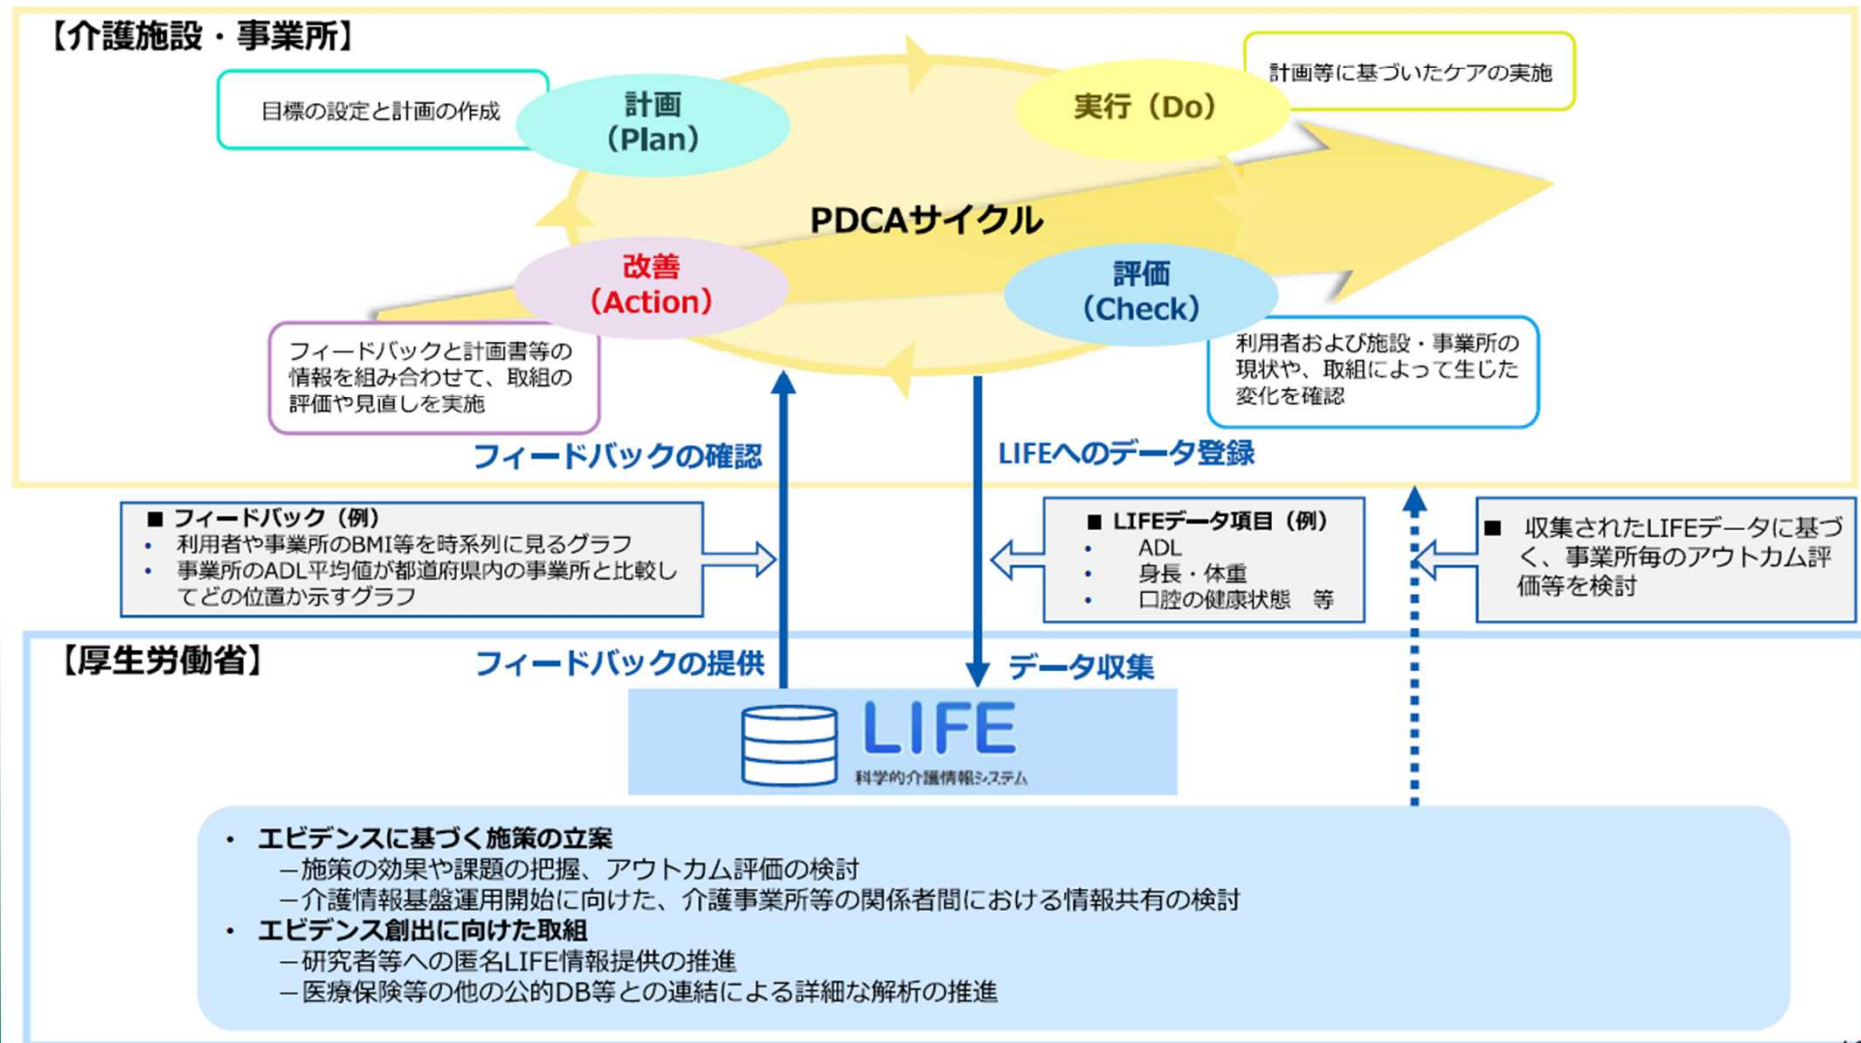 【介護施設・事業所】
目標の設定と計画の作成
計画
（Plan）
実行（Do）
計画等に基づいたケアの実施
PDCAサイクル
改善
（Action）
評価
（Check）
フィードバックと計画書等の
情報を組み合わせて、取組の
評価や見直しを実施
利用者および施設・事業所の
現状や、取組によって生じた
変化を確認
フィードバックの確認
LIFEへのデータ登録
■ フィードバック（例）
• 利用者や事業所のBMI等を時系列に見るグラフ
• 事業所のADL平均値が都道府県内の事業所と比較し
てどの位置か示すグラフ
■ LIFEデータ項目（例）
• ADL
• 身長・体重
• 口腔の健康状態　等
■ 収集されたLIFEデータに基づ
く、事業所毎のアウトカム評
価等を検討
【厚生労働省】
フィードバックの提供
データ収集
LIFE
科学的介護情報システム
• エビデンスに基づく施策の立案
－施策の効果や課題の把握、アウトカム評価の検討
－介護情報基盤運用開始に向けた、介護事業所等の関係者間における情報共有の検討
• エビデンス創出に向けた取組
－研究者等への匿名LIFE情報提供の推進
－医療保険等の他の公的DB等との連結による詳細な解析の推進